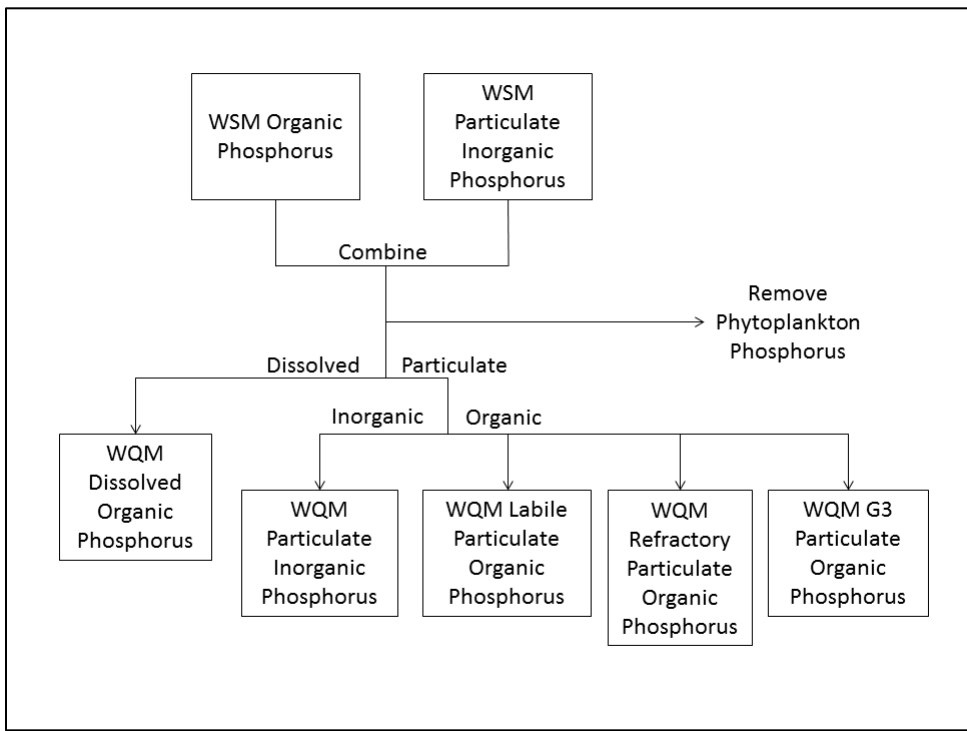 WSM Organic
Phosphorus
WSM
Particulate
Inorganic
Phosphorus
Combine
Remove
Phytoplankton
Phosphorus
Dissolved
Particulate
Inorganic
Organic
WQM
Dissolved
Organic
Phosphorus
WQM
Particulate
Inorganic
Phosphorus
WQM Labile
Particulate
Organic
Phosphorus
WQM
Refractory
Particulate
Organic
Phosphorus
WQM G3
Particulate
Organic
Phosphorus